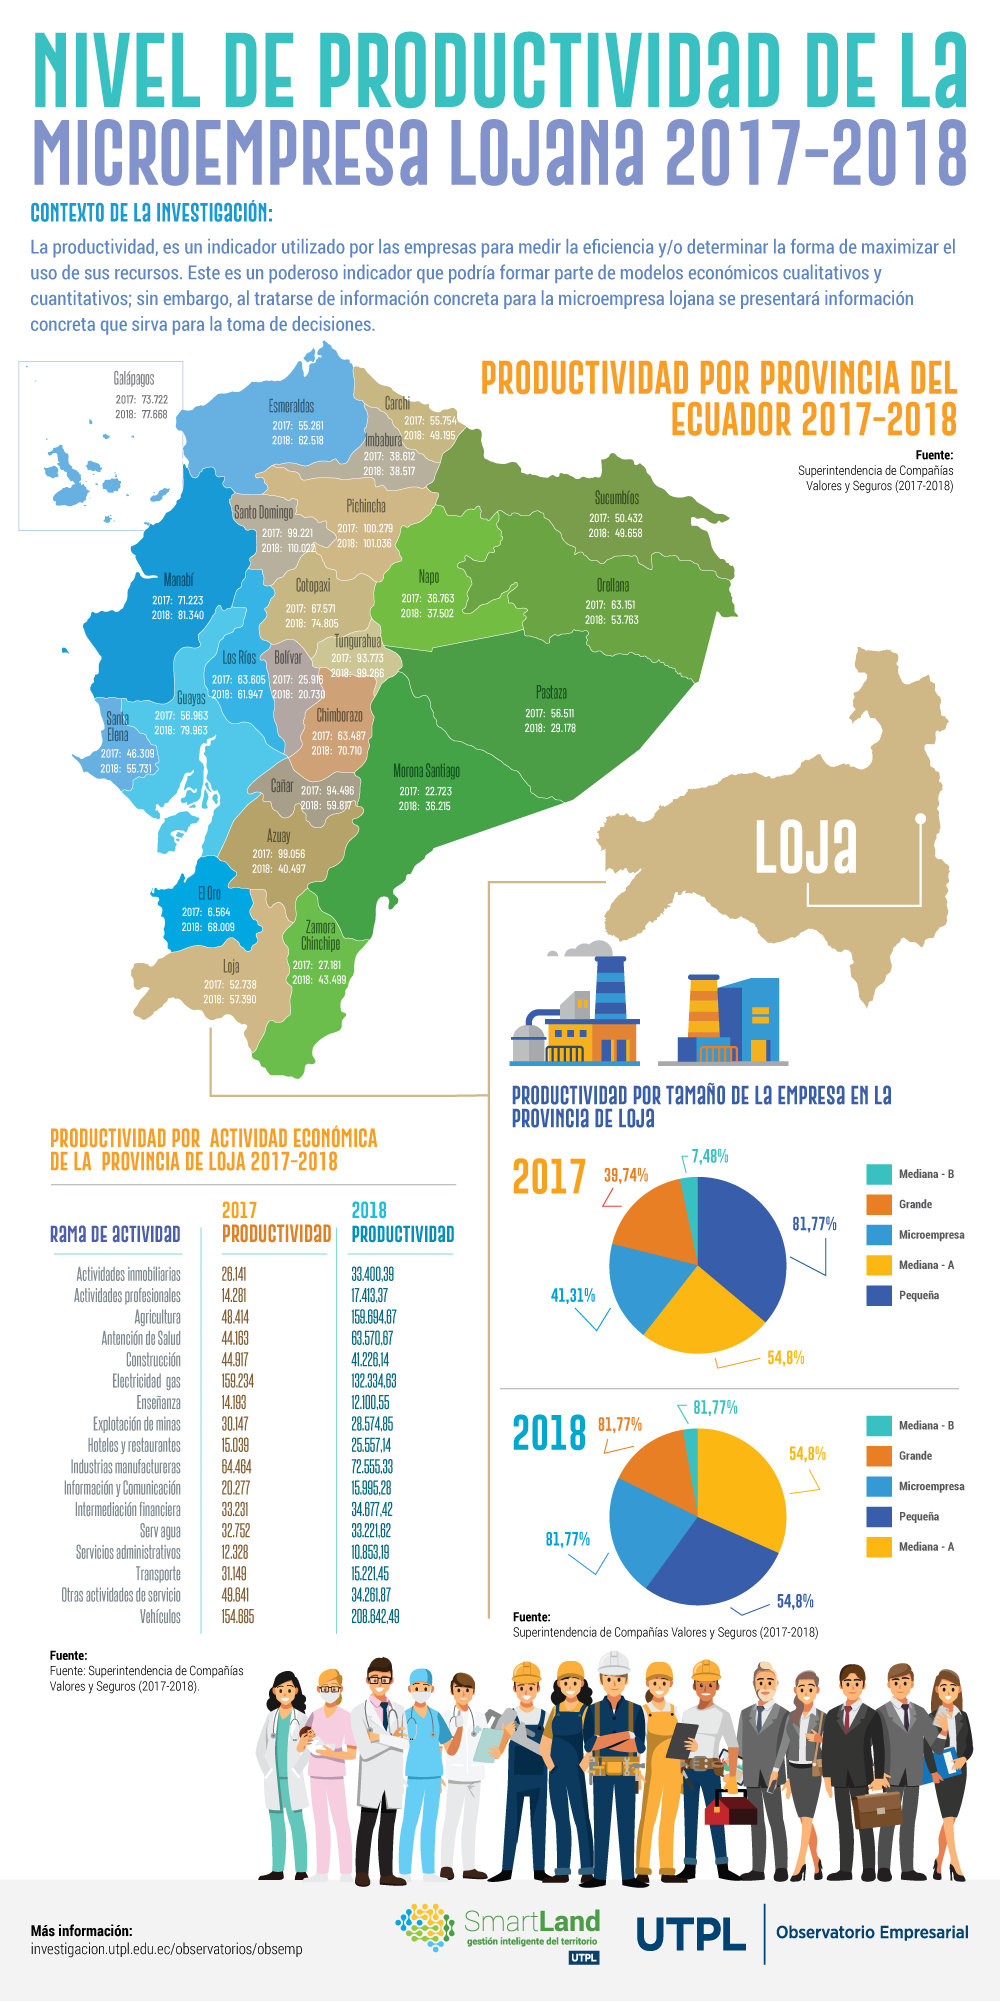 NIVEL DE PRODUCTIVIDAD DE LA
MICROEMPRESA LOJANA 2017-2018
CONTEXTO DE LA INVESTIGACIÓN:
La productividad, es un indicador utilizado por las empresas para medir la eficiencia y/o determinar la forma de maximizar el
uso de sus recursos. Este es un poderoso indicador que podría formar parte de modelos económicos cualitativos y
cuantitativos; sin embargo, al tratarse de información concreta para la microempresa lojana se presentará información
concreta que sirva para la toma de decisiones.
PRODUCTIVIDAD POR PROVINCIA DEL
ECUADOR 2017-2018
Fuente:
Superintendencia de Compañías
Valores y Seguros (2017-2018)
Galápagos
2017: 73.722
2018: 77.668
Esmeraldas
2017: 55.261
2018: 62.518
Carchi
2017: 55.754
2018: 49.195
Imbabura
2017: 38.612
2018: 38.517
Santo Domingo
2017: 99.221
2018: 110.022
Pichincha
2017: 100.279
2018: 101.036
Sucumbíos
2017: 50.432
2018: 49.658
Manabí
2017: 71.223
2018: 81.340
Cotopaxi
2017: 67.571
2018: 74.805
Napo
2017: 36.763
2018: 37.502
Orellana
2017: 63.151
2018: 53.763
Los Ríos
2017: 63.605
2018: 61.947
Bolívar
2017: 25.916
2018: 20.730
Tungurahua
2017: 93.773
2018: 99.266
Guayas
2017: 56.963
2018: 79.963
Chimborazo
2017: 63.487
2018: 70.710
Pastaza
2017: 56.511
2018: 29.178
Santa
Elena
2017: 46.309
2018: 55.731
Cañar
2017: 94.496
2018: 59.817
Morona Santiago
2017: 22.723
2018: 36.215
Azuay
2017: 99.056
2018: 40.497
El Oro
2017: 6.564
2018: 68.009
Zamora
Chinchipe
2017: 27.181
2018: 43.499
Loja
2017: 52.738
2018: 57.390
LOJA
PRODUCTIVIDAD POR ACTIVIDAD ECONÓMICA
DE LA PROVINCIA DE LOJA 2017-2018
RAMA DE ACTIVIDAD 2017 PRODUCTIVIDAD 2018 PRODUCTIVIDAD
Actividades inmobiliarias 26.141 33.400,39
Actividades profesionales 14.281 17.413,37
Agricultura 48.414 159.694,67
Antención de Salud 44.163 63.570,67
Construcción 44.917 41.226,14
Electricidad gas 159.234 132.334,63
Enseñanza 14.193 12.100,55
Explotación de minas 30.147 28.574,85
Hoteles y restaurantes 15.039 25.557,14
Industrias manufactureras 64.464 72.555,33
Información y Comunicación 20.277 15.995,28
Intermediación financiera 33.231 34.677,42
Serv agua 32.752 33.221,62
Servicios administrativos 12.328 10.853,19
Transporte 31.149 15.221,45
Otras actividades de servicio 49.641 34.261,87
Vehículos 154.685 208.642,49
Fuente:
Fuente: Superintendencia de Compañías
Valores y Seguros (2017-2018).
PRODUCTIVIDAD POR TAMAÑO DE LA EMPRESA EN LA
PROVINCIA DE LOJA
2017
7,48%
39,74%
81,77%
41,31%
54,8%
Mediana - B
Grande
Microempresa
Mediana - A
Pequeña
2018
81,77%
81,77%
54,8%
81,77%
54,8%
Mediana - B
Grande
Microempresa
Pequeña
Mediana - A
Fuente:
Superintendencia de Compañías Valores y Seguros (2017-2018)
Más información:
investigacion.utpl.edu.ec/observatorios/obsemp
SmartLand
gestión inteligente del territorio
UTPL
UTPL
Observatorio Empresarial